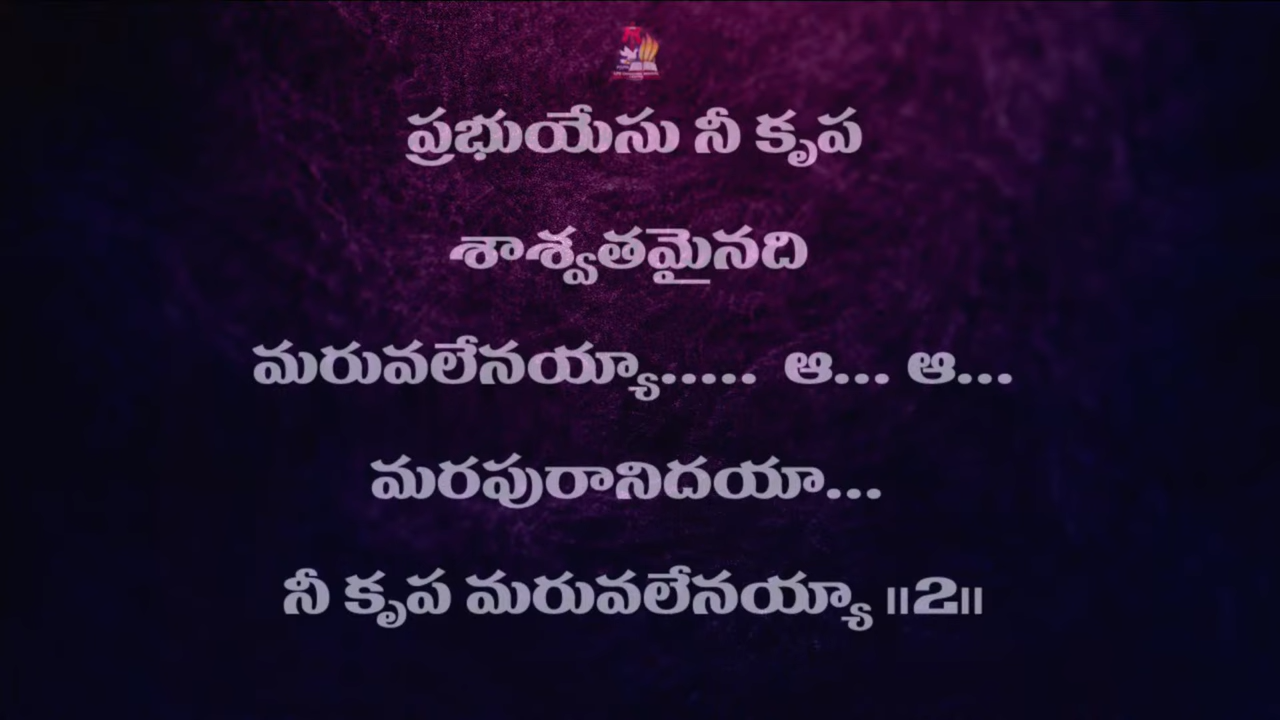 ప్రభుయేసు నీ కృప
శాశ్వతమైనది
మరువలేనయ్యా..... ఆ... ఆ...
మరపురానిదయా...
నీ కృప మరువలేనయ్యా ||2||